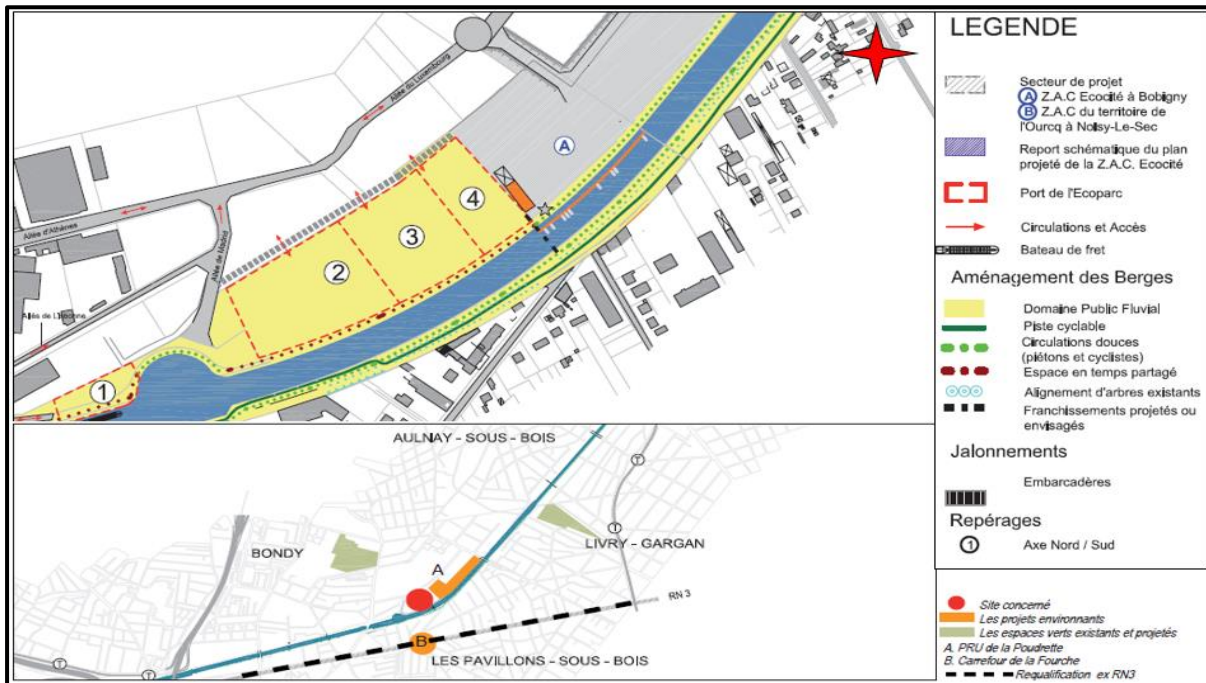 Allée du Luxembourg
A
4
3
Allée d'Athènes
Allée de Madrid
2
1
LEGENDE
Secteur de projet
A Z.A.C Ecocité à Bobigny
B Z.A.C du territoire de
l'Ourcq à Noisy-Le-Sec
Report schématique du plan
projeté de la Z.A.C. Ecocité
Port de l'Ecoparc
Circulations et Accès
Bateau de fret
Aménagement des Berges
Domaine Public Fluvial
Piste cyclable
Circulations douces
(piétons et cyclistes)
Espace en temps partagé
Alignement d'arbres existants
Franchissements projetés ou
envisagés
Jalonnements
Embarcadères
Repérages
1 Axe Nord / Sud
AULNAY - SOUS - BOIS
T
BONDY
T
LIVRY - GARGAN
T
A
RN 3
B
LES PAVILLONS - SOUS - BOIS
T
Site concerné
Les projets environnants
Les espaces verts existants et projetés
A. PRU de la Poudrette
B. Carrefour de la Fourche
Requalification ex RN3